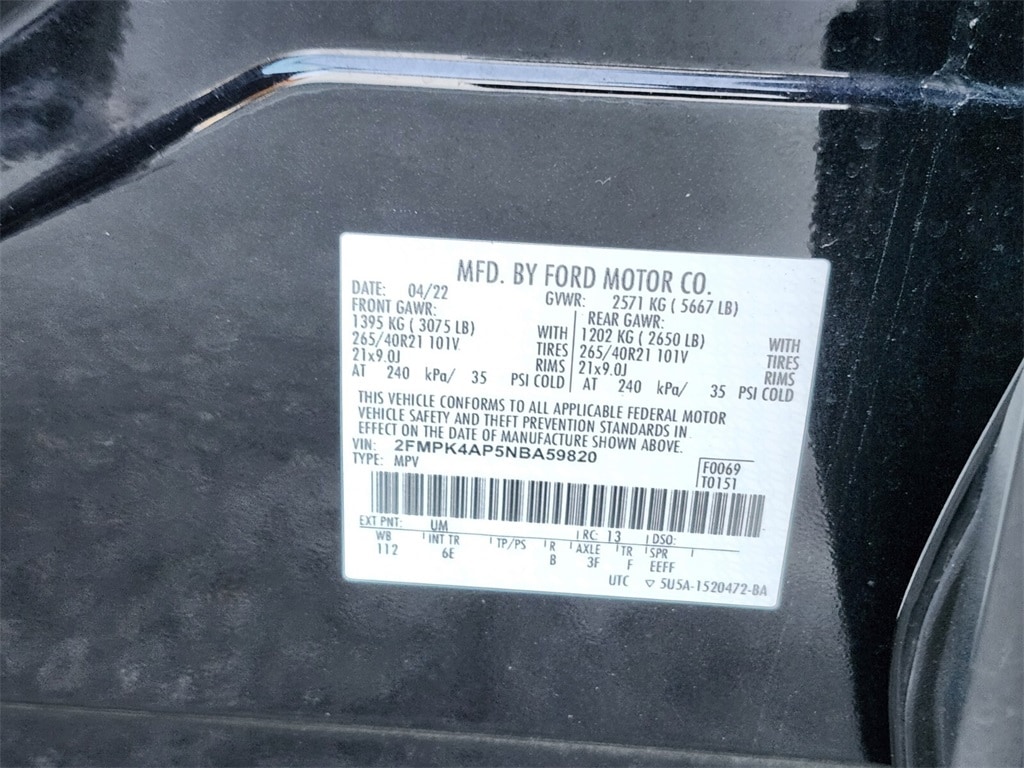 MFD. BY FORD MOTOR CO.
DATE: 04/22 GVWR: 2571 KG ( 5667 LB)
FRONT GAWR: REAR GAWR:
1395 KG ( 3075 LB) WITH 1202 KG ( 2650 LB) WITH
265/40R21 101V TIRES 265/40R21 101V TIRES
21x9.0J RIMS 21x9.0J RIMS
AT 240 kPa/ 35 PSI COLD AT 240 kPa/ 35 PSI COLD
THIS VEHICLE CONFORMS TO ALL APPLICABLE FEDERAL MOTOR
VEHICLE SAFETY AND THEFT PREVENTION STANDARDS IN
EFFECT ON THE DATE OF MANUFACTURE SHOWN ABOVE.
VIN: 2FMPK4AP5NBA59820
TYPE: MPV F0069
T0151
EXT PNT: UM RC: 13 DSO:
WB INT TR TP/PS R AXLE TR SPR
112 6E B 3F F EEFF
UTC ▽ 5U5A-1520472-BA